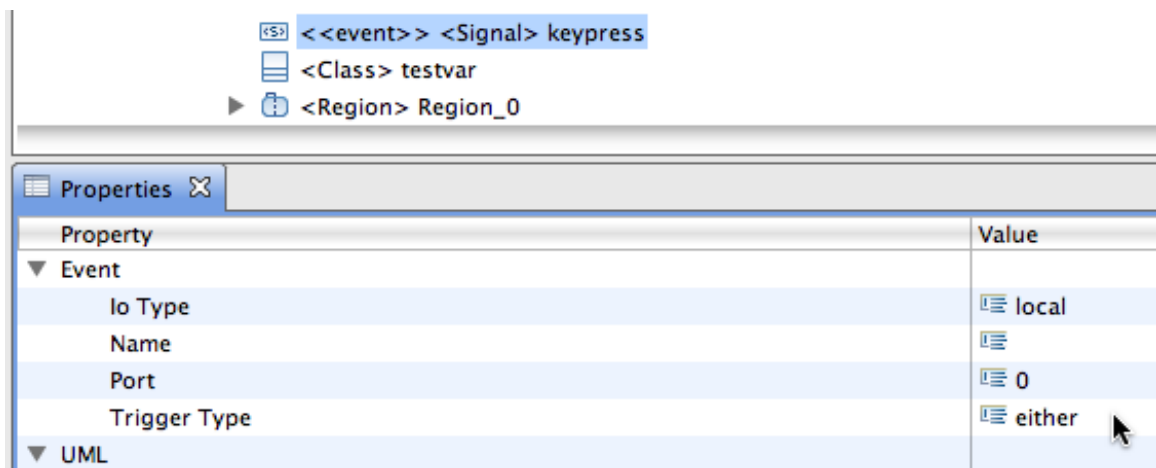 <<event>> <Signal> keypress
<Class> testvar
<Region> Region_0
Properties
Property Value
Event
Io Type local
Name
Port 0
Trigger Type either
UML